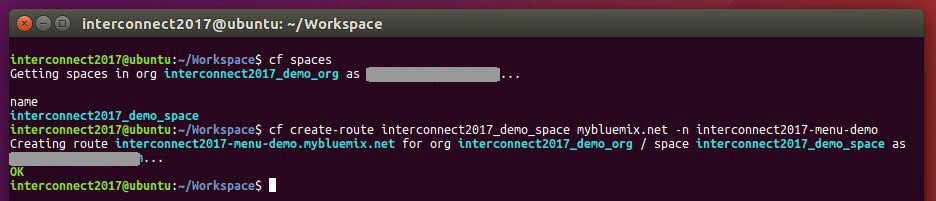 interconnect2017@ubuntu: ~/Workspace
interconnect2017@ubuntu:~/Workspace$ cf spaces
Getting spaces in org interconnect2017_demo_org as ...
name
interconnect2017_demo_space
interconnect2017@ubuntu:~/Workspace$ cf create-route interconnect2017_demo_space mybluemix.net -n interconnect2017-menu-demo
Creating route interconnect2017-menu-demo.mybluemix.net for org interconnect2017_demo_org / space interconnect2017_demo_space as
...
OK
interconnect2017@ubuntu:~/Workspace$